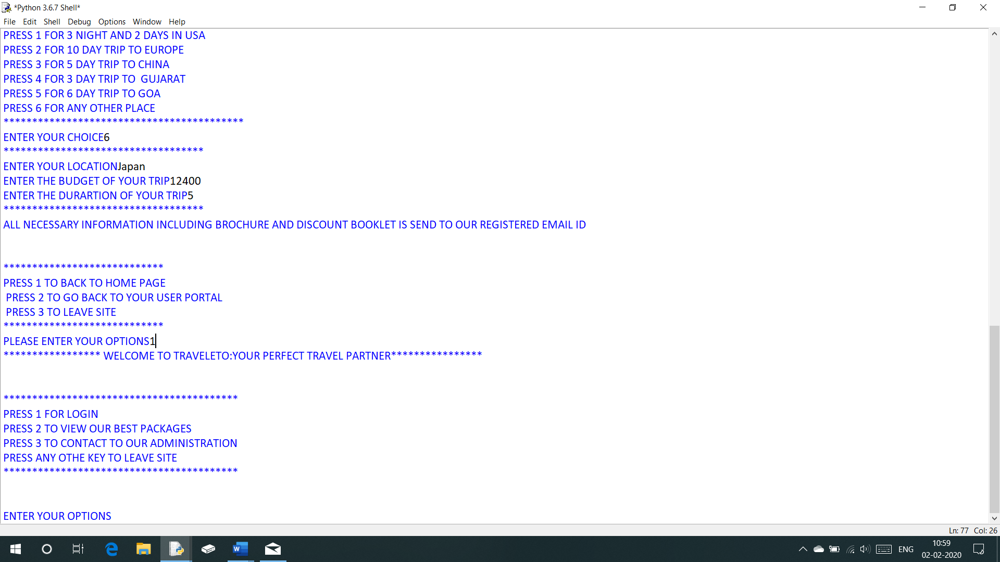 *Python 3.6.7 Shell*
File Edit Shell Debug Options Window Help
PRESS 1 FOR 3 NIGHT AND 2 DAYS IN USA
PRESS 2 FOR 10 DAY TRIP TO EUROPE
PRESS 3 FOR 5 DAY TRIP TO CHINA
PRESS 4 FOR 3 DAY TRIP TO  GUJARAT
PRESS 5 FOR 6 DAY TRIP TO GOA
PRESS 6 FOR ANY OTHER PLACE
******************************************
ENTER YOUR CHOICE6
***********************************
ENTER YOUR LOCATIONJapan
ENTER THE BUDGET OF YOUR TRIP12400
ENTER THE DURARTION OF YOUR TRIP5
***********************************
ALL NECESSARY INFORMATION INCLUDING BROCHURE AND DISCOUNT BOOKLET IS SEND TO OUR REGISTERED EMAIL ID
****************************
PRESS 1 TO BACK TO HOME PAGE
 PRESS 2 TO GO BACK TO YOUR USER PORTAL
 PRESS 3 TO LEAVE SITE
****************************
PLEASE ENTER YOUR OPTIONS1
***************** WELCOME TO TRAVELETO:YOUR PERFECT TRAVEL PARTNER****************
*****************************************
PRESS 1 FOR LOGIN
PRESS 2 TO VIEW OUR BEST PACKAGES
PRESS 3 TO CONTACT TO OUR ADMINISTRATION
PRESS ANY OTHE KEY TO LEAVE SITE
*****************************************
ENTER YOUR OPTIONS
Ln: 77 Col: 26
ENG
10:59
02-02-2020